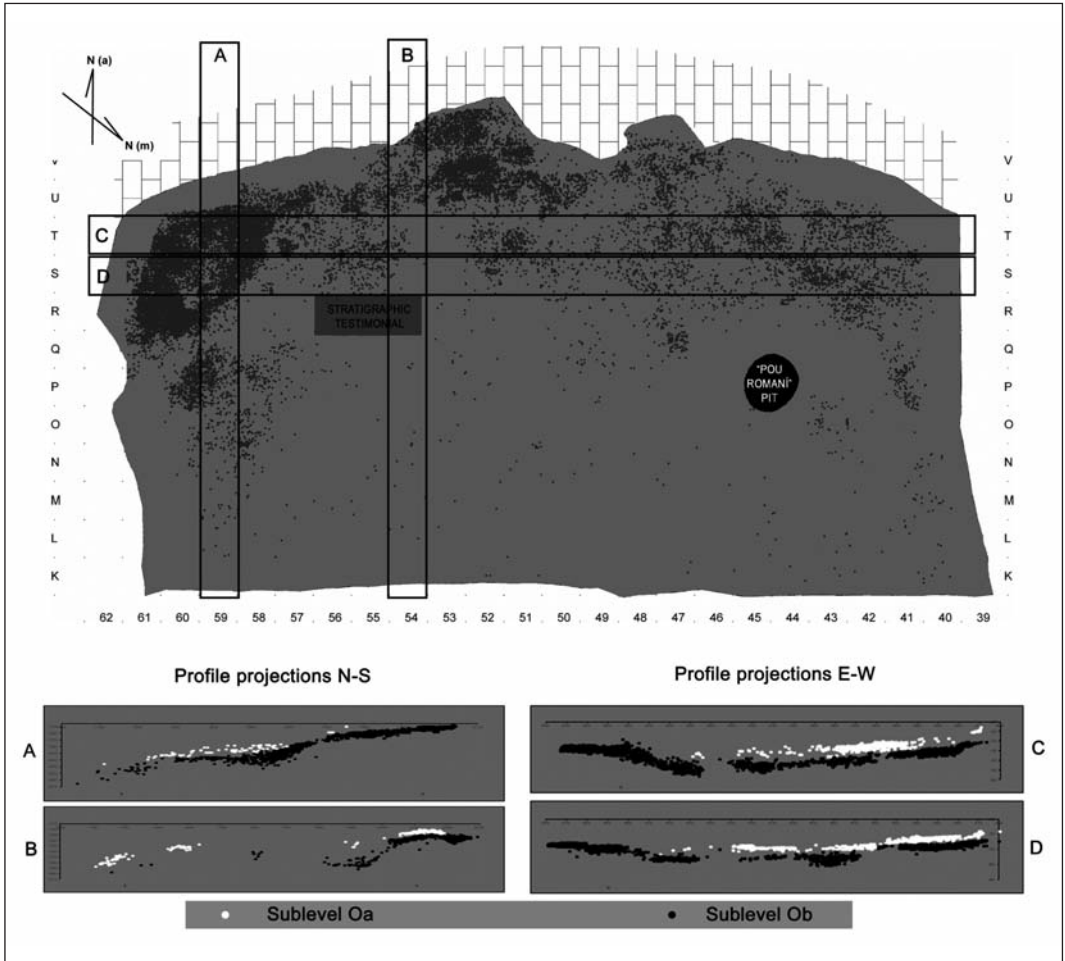 A
B
N (a)
N (m)
V
V
U
U
C
T
T
D
S
S
R
STRATIGRAPHIC
TESTIMONIAL
R
Q
Q
P
"POU
ROMANÍ"
PIT
P
O
O
N
N
M
M
L
L
K
K
62 61 60 59 58 57 56 55 54 53 52 51 50 49 48 47 46 45 44 43 42 41 40 39
Profile projections N-S
Profile projections E-W
A
C
B
D
Sublevel Oa
Sublevel Ob